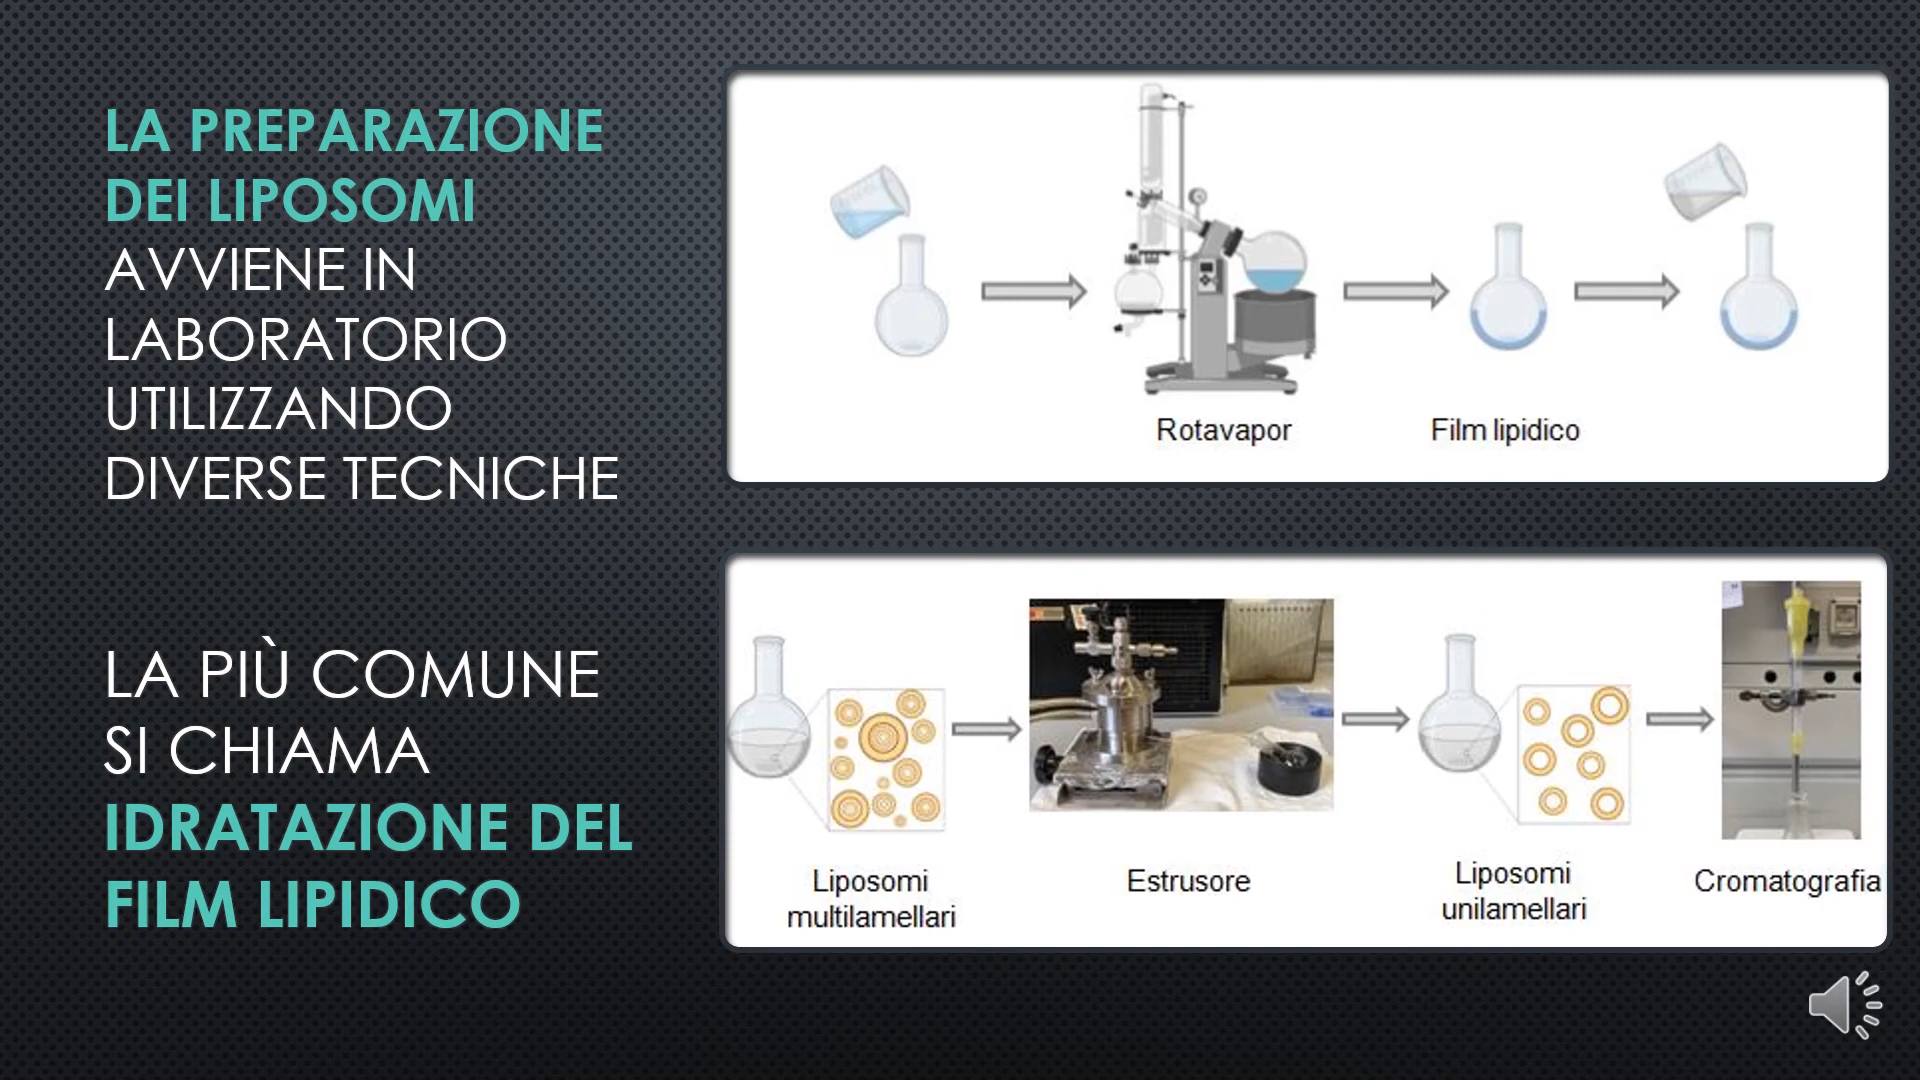 LA PREPARAZIONE
DEI LIPOSOMI
AVVIENE IN
LABORATORIO
UTILIZZANDO
DIVERSE TECNICHE
LA PIÙ COMUNE
SI CHIAMA
IDRATAZIONE DEL
FILM LIPIDICO
Rotavapor
Film lipidico
Liposomi
multilamellari
Estrusore
Liposomi
unilamellari
Cromatografia